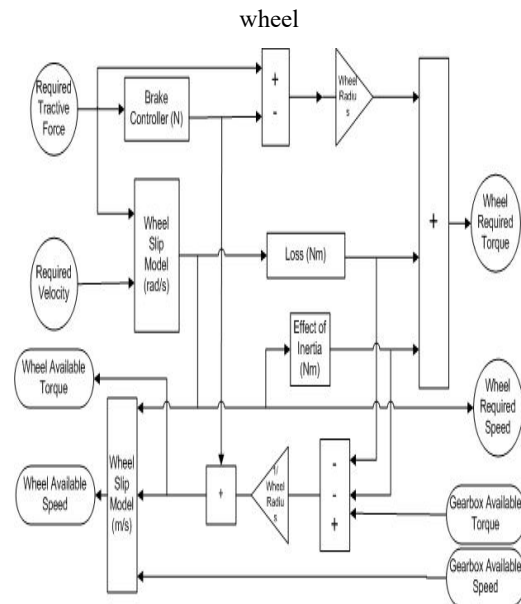 wheel
Required
Tractive
Force
Brake
Controller (N)
+
-
Wheel
Radiu
s
Wheel
Slip
Model
(rad/s)
Required
Velocity
Loss (Nm)
+
Wheel
Required
Torque
Effect of
Inertia
(Nm)
Wheel Available
Torque
Wheel
Required
Speed
Wheel Available
Speed
Wheel
Slip
Model
(m/s)
+
1/
Wheel
Radiu
s
-
-
+
Gearbox Available
Torque
Gearbox Available
Speed